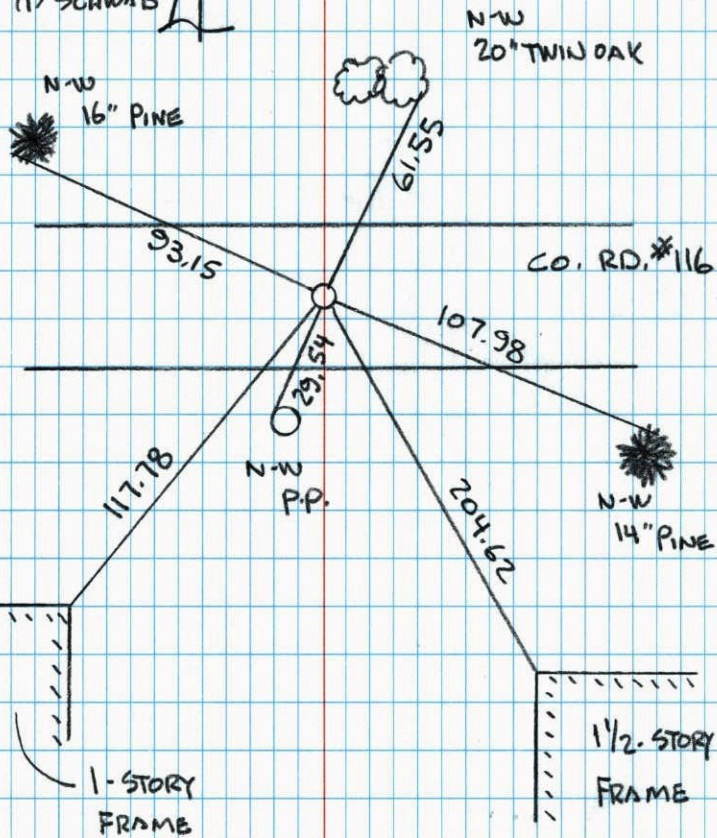 (T) SCHWAB
N-W
20" TWIN OAK
N-W
16" PINE
61.55
93.15
CO. RD. #116
107.98
29.54
N-W
P.P.
117.78
204.62
N-W
14" PINE
1-STORY
FRAME
1½-STORY
FRAME